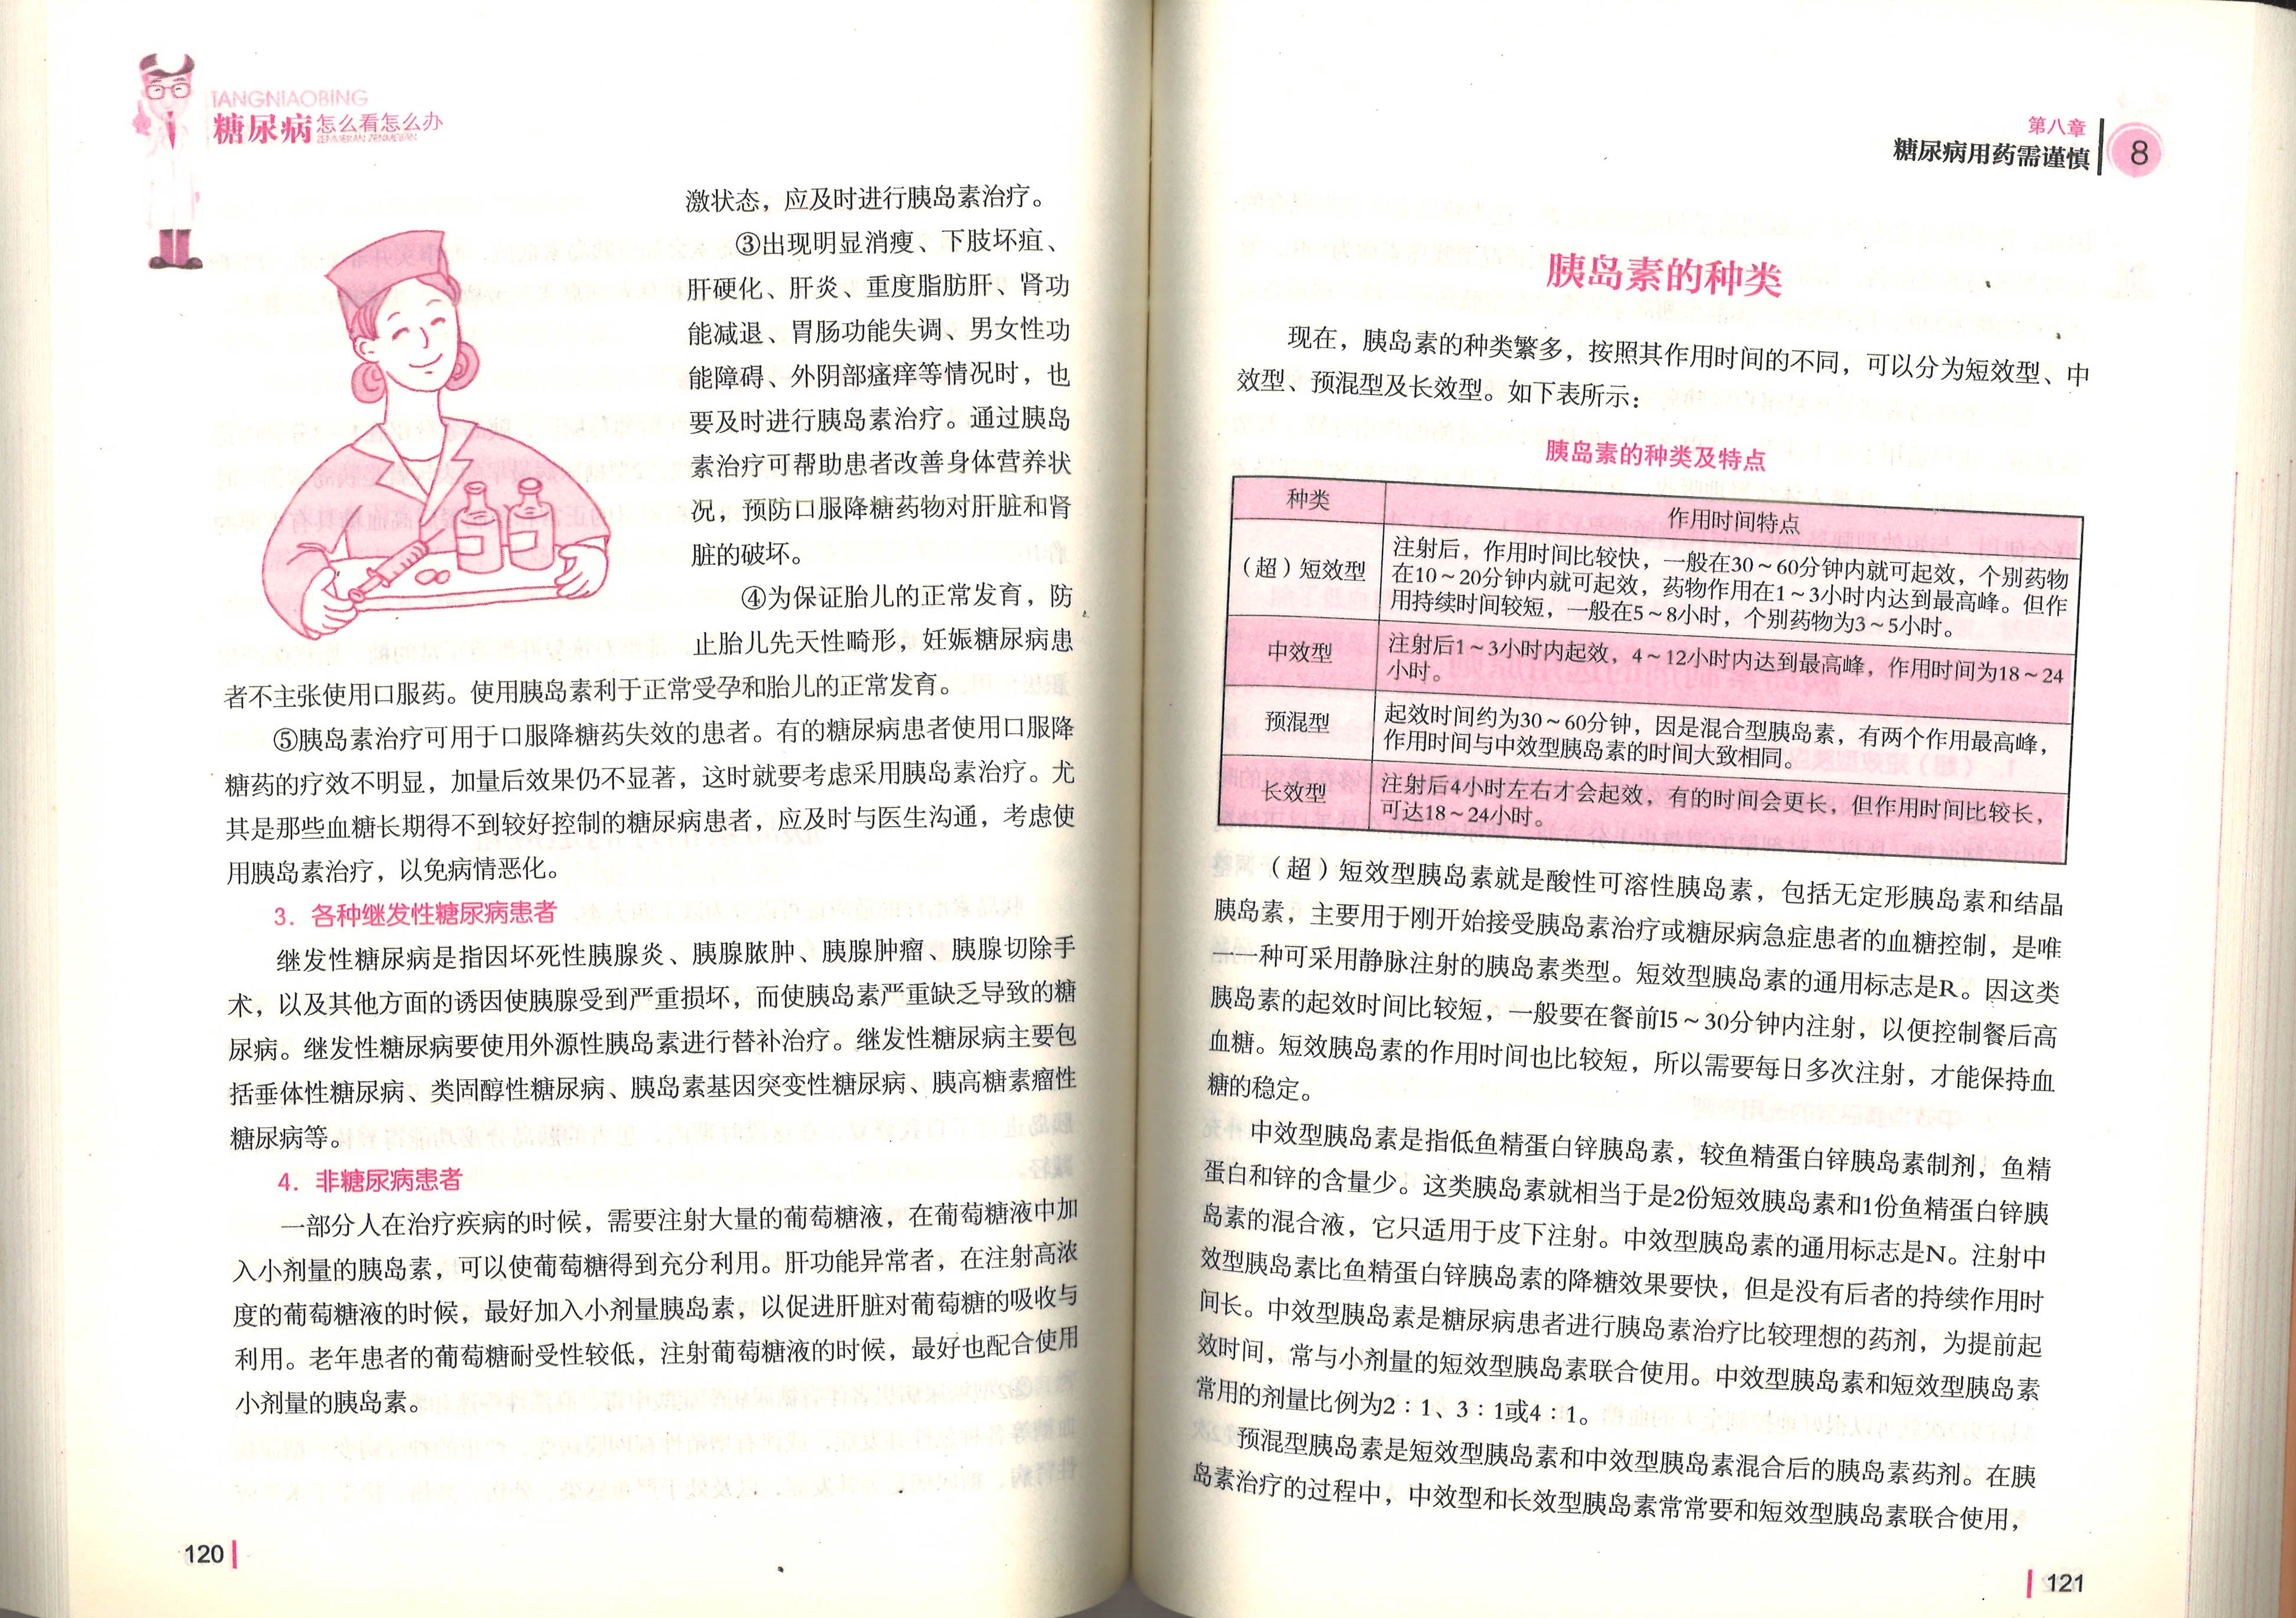 TANGNIAOBING
糖尿病怎么看怎么办
ZENMEKAN ZENMEBAN
激状态，应及时进行胰岛素治疗。
③出现明显消瘦、下肢坏疽、
肝硬化、肝炎、重度脂肪肝、肾功
能减退、胃肠功能失调、男女性功
能障碍、外阴部瘙痒等情况时，也
要及时进行胰岛素治疗。通过胰岛
素治疗可帮助患者改善身体营养状
况，预防口服降糖药物对肝脏和肾
脏的破坏。
④为保证胎儿的正常发育，防
止胎儿先天性畸形，妊娠糖尿病患
者不主张使用口服药。使用胰岛素利于正常受孕和胎儿的正常发育。
⑤胰岛素治疗可用于口服降糖药失效的患者。有的糖尿病患者使用口服降
糖药的疗效不明显，加量后效果仍不显著，这时就要考虑采用胰岛素治疗。尤
其是那些血糖长期得不到较好控制的糖尿病患者，应及时与医生沟通，考虑使
用胰岛素治疗，以免病情恶化。
3．各种继发性糖尿病患者
继发性糖尿病是指因坏死性胰腺炎、胰腺脓肿、胰腺肿瘤、胰腺切除手
术，以及其他方面的诱因使胰腺受到严重损坏，而使胰岛素严重缺乏导致的糖
尿病。继发性糖尿病要使用外源性胰岛素进行替补治疗。继发性糖尿病主要包
括垂体性糖尿病、类固醇性糖尿病、胰岛素基因突变性糖尿病、胰高糖素瘤性
糖尿病等。
4．非糖尿病患者
一部分人在治疗疾病的时候，需要注射大量的葡萄糖液，在葡萄糖液中加
入小剂量的胰岛素，可以使葡萄糖得到充分利用。肝功能异常者，在注射高浓
度的葡萄糖液的时候，最好加入小剂量胰岛素，以促进肝脏对葡萄糖的吸收与
利用。老年患者的葡萄糖耐受性较低，注射葡萄糖液的时候，最好也配合使用
小剂量的胰岛素。
120
第八章
糖尿病用药需谨慎
8
胰岛素的种类
现在，胰岛素的种类繁多，按照其作用时间的不同，可以分为短效型、中
效型、预混型及长效型。如下表所示：
胰岛素的种类及特点
种类 作用时间特点
（超）短效型 注射后，作用时间比较快，一般在30～60分钟内就可起效，个别药物
在10～20分钟内就可起效，药物作用在1～3小时内达到最高峰。但作
用持续时间较短，一般在5～8小时，个别药物为3～5小时。
中效型 注射后1～3小时内起效，4～12小时内达到最高峰，作用时间为18～24
小时。
预混型 起效时间约为30～60分钟，因是混合型胰岛素，有两个作用最高峰，
作用时间与中效型胰岛素的时间大致相同。
长效型 注射后4小时左右才会起效，有的时间会更长，但作用时间比较长，
可达18～24小时。
（超）短效型胰岛素就是酸性可溶性胰岛素，包括无定形胰岛素和结晶
胰岛素，主要用于刚开始接受胰岛素治疗或糖尿病急症患者的血糖控制，是唯
一一种可采用静脉注射的胰岛素类型。短效型胰岛素的通用标志是R。因这类
胰岛素的起效时间比较短，一般要在餐前15～30分钟内注射，以便控制餐后高
血糖。短效胰岛素的作用时间也比较短，所以需要每日多次注射，才能保持血
糖的稳定。
中效型胰岛素是指低鱼精蛋白锌胰岛素，较鱼精蛋白锌胰岛素制剂，鱼精
蛋白和锌的含量少。这类胰岛素就相当于是2份短效胰岛素和1份鱼精蛋白锌胰
岛素的混合液，它只适用于皮下注射。中效型胰岛素的通用标志是N。注射中
效型胰岛素比鱼精蛋白锌胰岛素的降糖效果要快，但是没有后者的持续作用时
间长。中效型胰岛素是糖尿病患者进行胰岛素治疗比较理想的药剂，为提前起
效时间，常与小剂量的短效型胰岛素联合使用。中效型胰岛素和短效型胰岛素
常用的剂量比例为2：1、3：1或4：1。
预混型胰岛素是短效型胰岛素和中效型胰岛素混合后的胰岛素药剂。在胰
岛素治疗的过程中，中效型和长效型胰岛素常常要和短效型胰岛素联合使用，
121